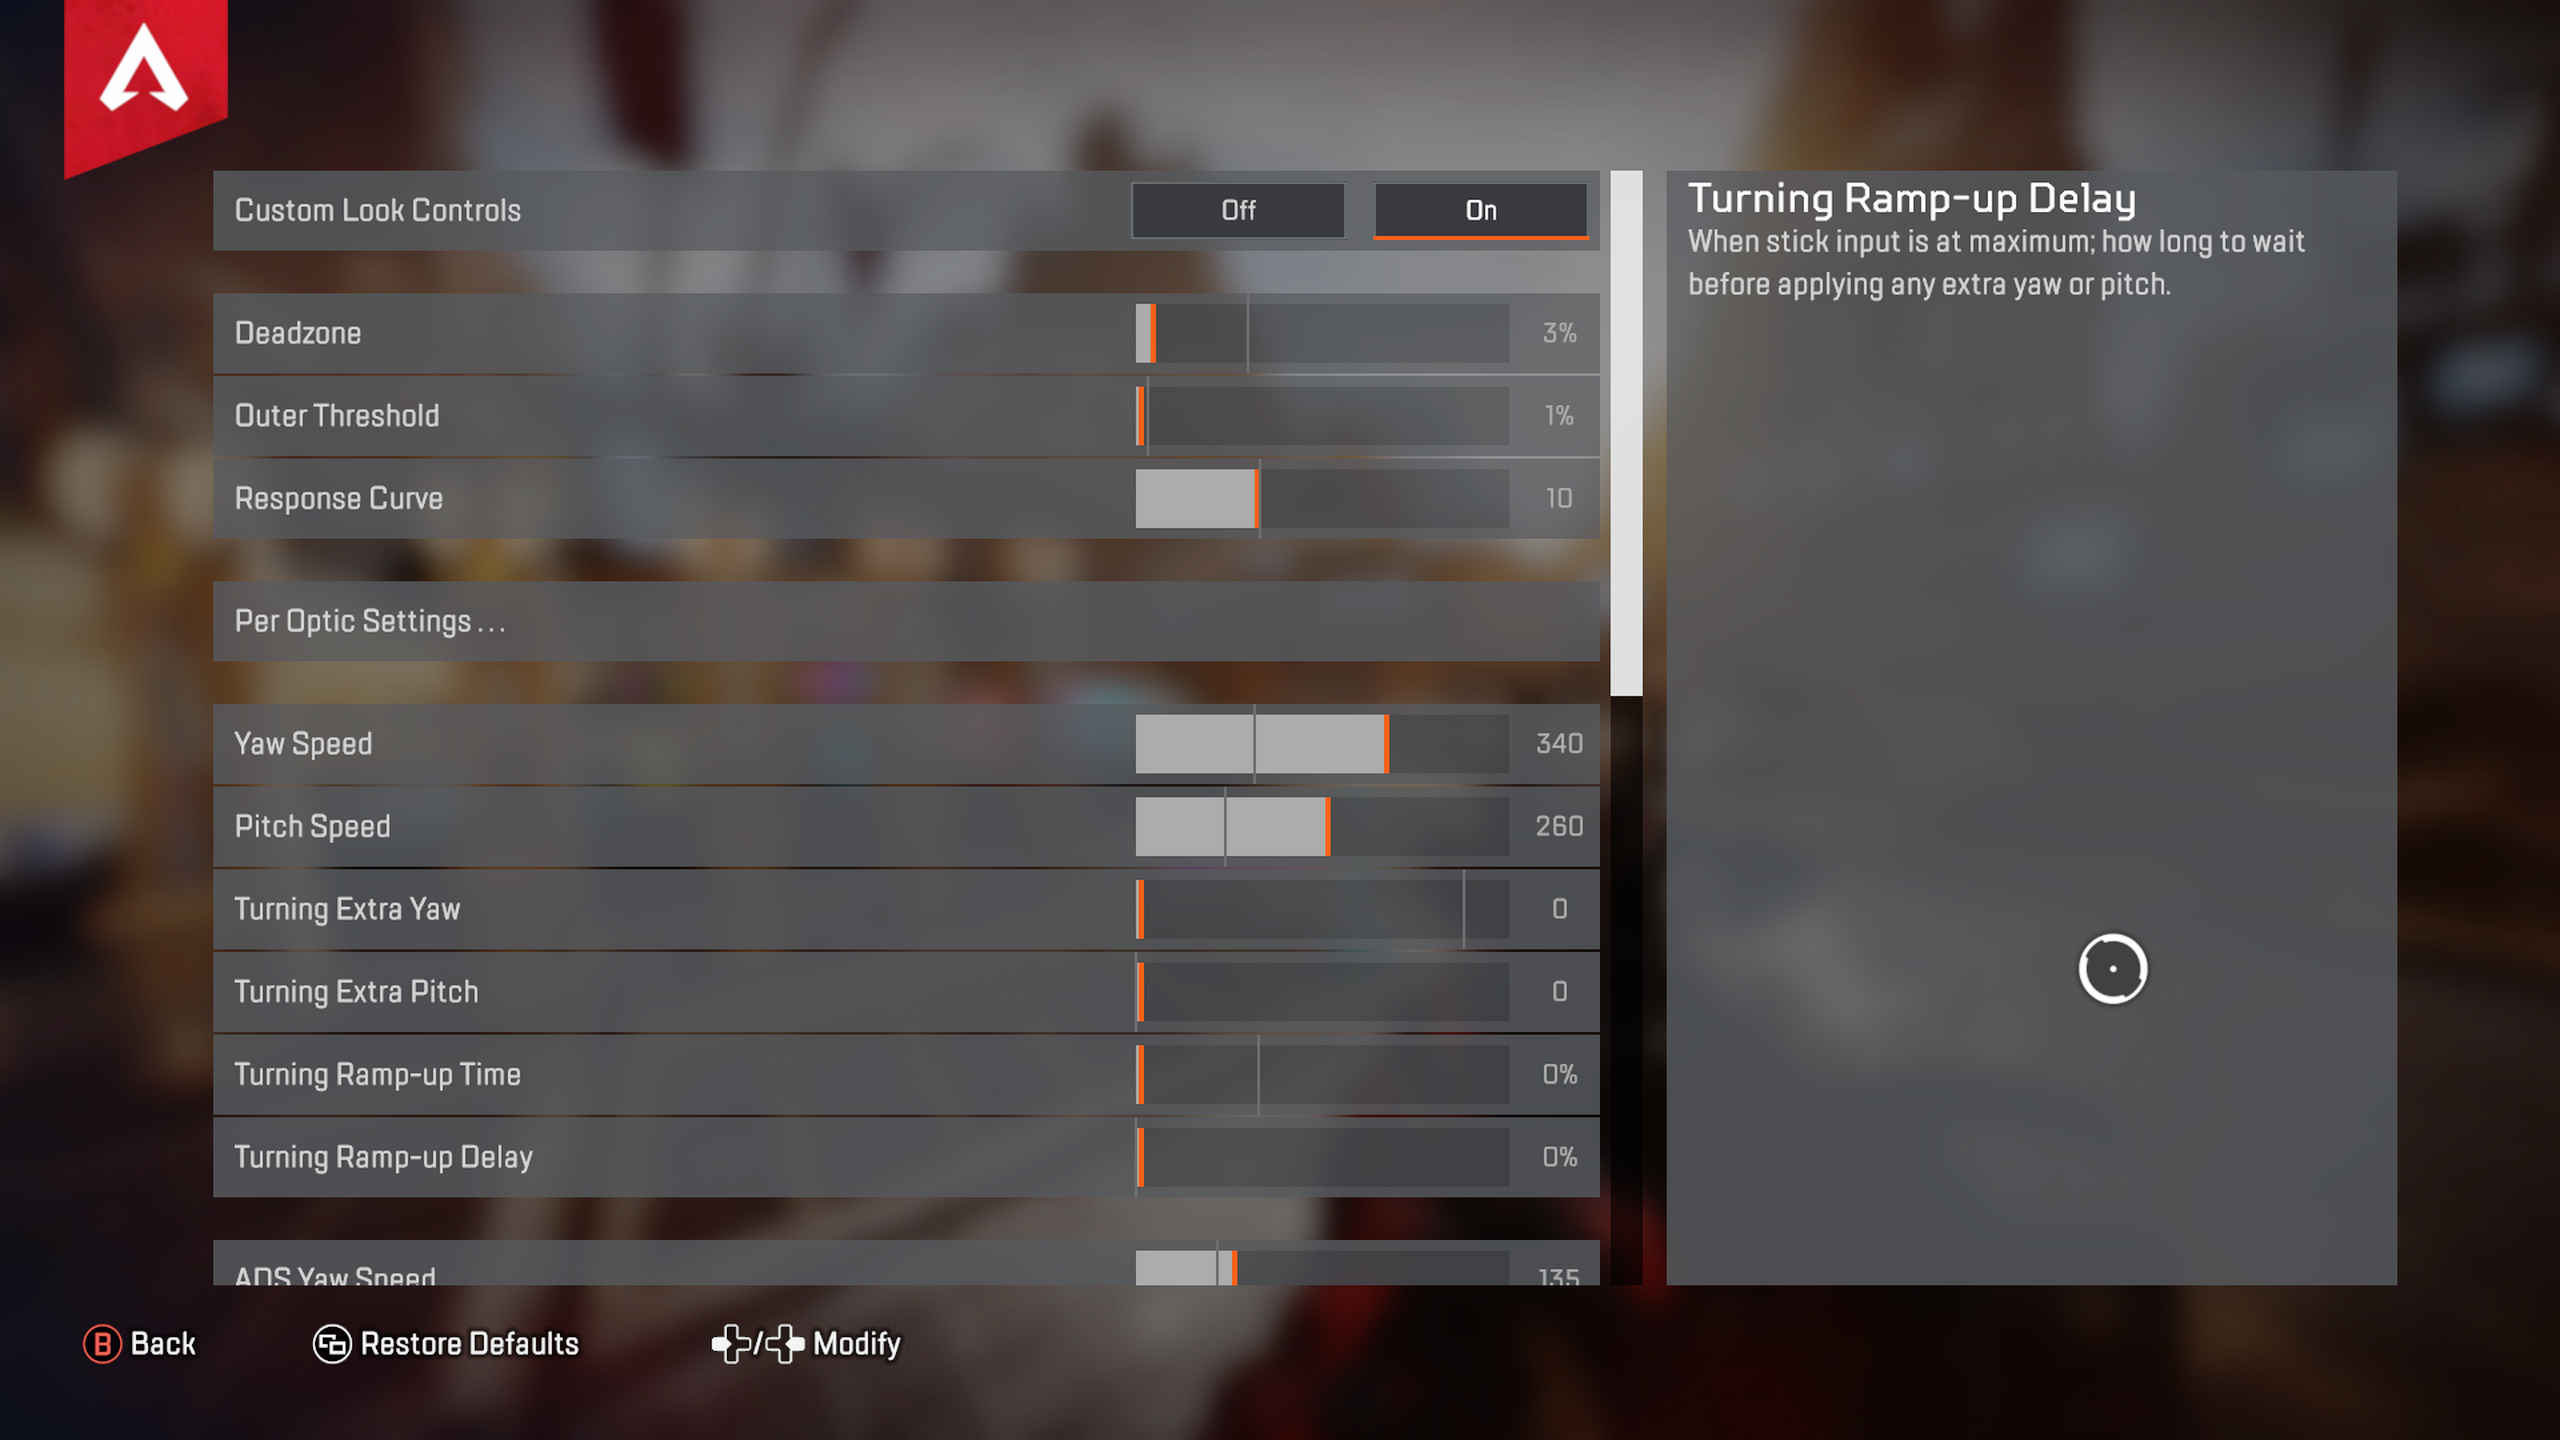 Custom Look Controls Off On
Deadzone 3%
Outer Threshold 1%
Response Curve 10
Per Optic Settings...
Yaw Speed 340
Pitch Speed 260
Turning Extra Yaw 0
Turning Extra Pitch 0
Turning Ramp-up Time 0%
Turning Ramp-up Delay 0%
ADS Yaw Speed 135
Turning Ramp-up Delay
When stick input is at maximum; how long to wait
before applying any extra yaw or pitch.
B Back Restore Defaults / Modify